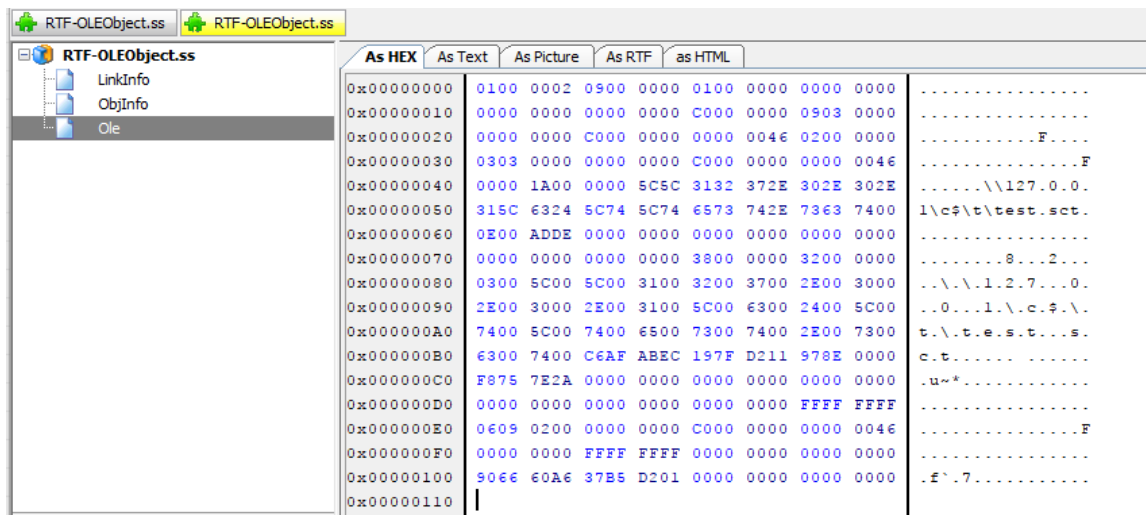 RTF-OLEObject.ss RTF-OLEObject.ss
RTF-OLEObject.ss
LinkInfo
ObjInfo
Ole
As HEX As Text As Picture As RTF as HTML
0x00000000 0100 0002 0900 0000 0100 0000 0000 0000 ................
0x00000010 0000 0000 0000 0000 C000 0000 0903 0000 ................
0x00000020 0000 0000 C000 0000 0000 0046 0200 0000 ...........F....
0x00000030 0303 0000 0000 0000 C000 0000 0000 0046 ...............F
0x00000040 0000 1A00 0000 5C5C 3132 372E 302E 302E ......\\127.0.0.
0x00000050 315C 6324 5C74 5C74 6573 742E 7363 7400 1\c$\t\test.sct.
0x00000060 0E00 ADDE 0000 0000 0000 0000 0000 0000 ................
0x00000070 0000 0000 0000 0000 3800 0000 3200 0000 ........8...2...
0x00000080 0300 5C00 5C00 3100 3200 3700 2E00 3000 ..\.\.1.2.7...0.
0x00000090 2E00 3000 2E00 3100 5C00 6300 2400 5C00 ..0...1.\.c.$.\.
0x000000A0 7400 5C00 7400 6500 7300 7400 2E00 7300 t.\.t.e.s.t...s.
0x000000B0 6300 7400 C6AF ABEC 197F D211 978E 0000 c.t...... ......
0x000000C0 F875 7E2A 0000 0000 0000 0000 0000 0000 .u~*............
0x000000D0 0000 0000 0000 0000 0000 0000 FFFF FFFF ................
0x000000E0 0609 0200 0000 0000 C000 0000 0000 0046 ...............F
0x000000F0 0000 0000 FFFF FFFF 0000 0000 0000 0000 ................
0x00000100 9066 60A6 37B5 D201 0000 0000 0000 0000 .f`.7...........
0x00000110